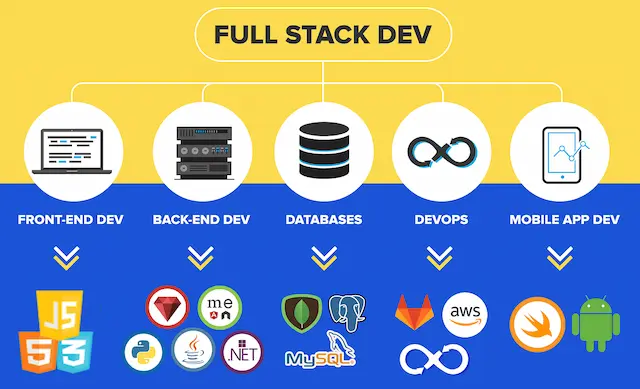 FULL STACK DEV
FRONT-END DEV
BACK-END DEV
DATABASES
DEVOPS
MOBILE APP DEV
JS
5
3
me
.NET
MySQL
aws